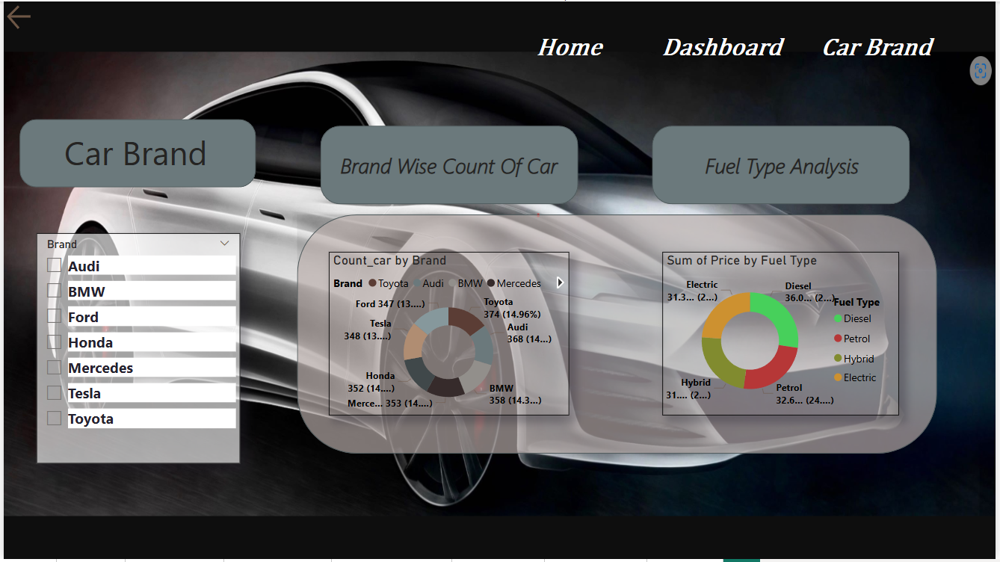 Home Dashboard Car Brand
Car Brand
Brand Wise Count Of Car
Fuel Type Analysis
Brand
Audi
BMW
Ford
Honda
Mercedes
Tesla
Toyota
Count_car by Brand
Brand Toyota Audi BMW Mercedes
Ford 347 (13....)
Toyota
374 (14.96%)
Tesla
348 (13....)
Audi
368 (14...)
Honda
352 (14....)
Merce... 353 (14....)
BMW
358 (14.3...)
Sum of Price by Fuel Type
Electric
31.3... (2...)
Diesel
36.0... (2...)
Hybrid
31.... (2...)
Petrol
32.6... (24....)
Fuel Type
Diesel
Petrol
Hybrid
Electric